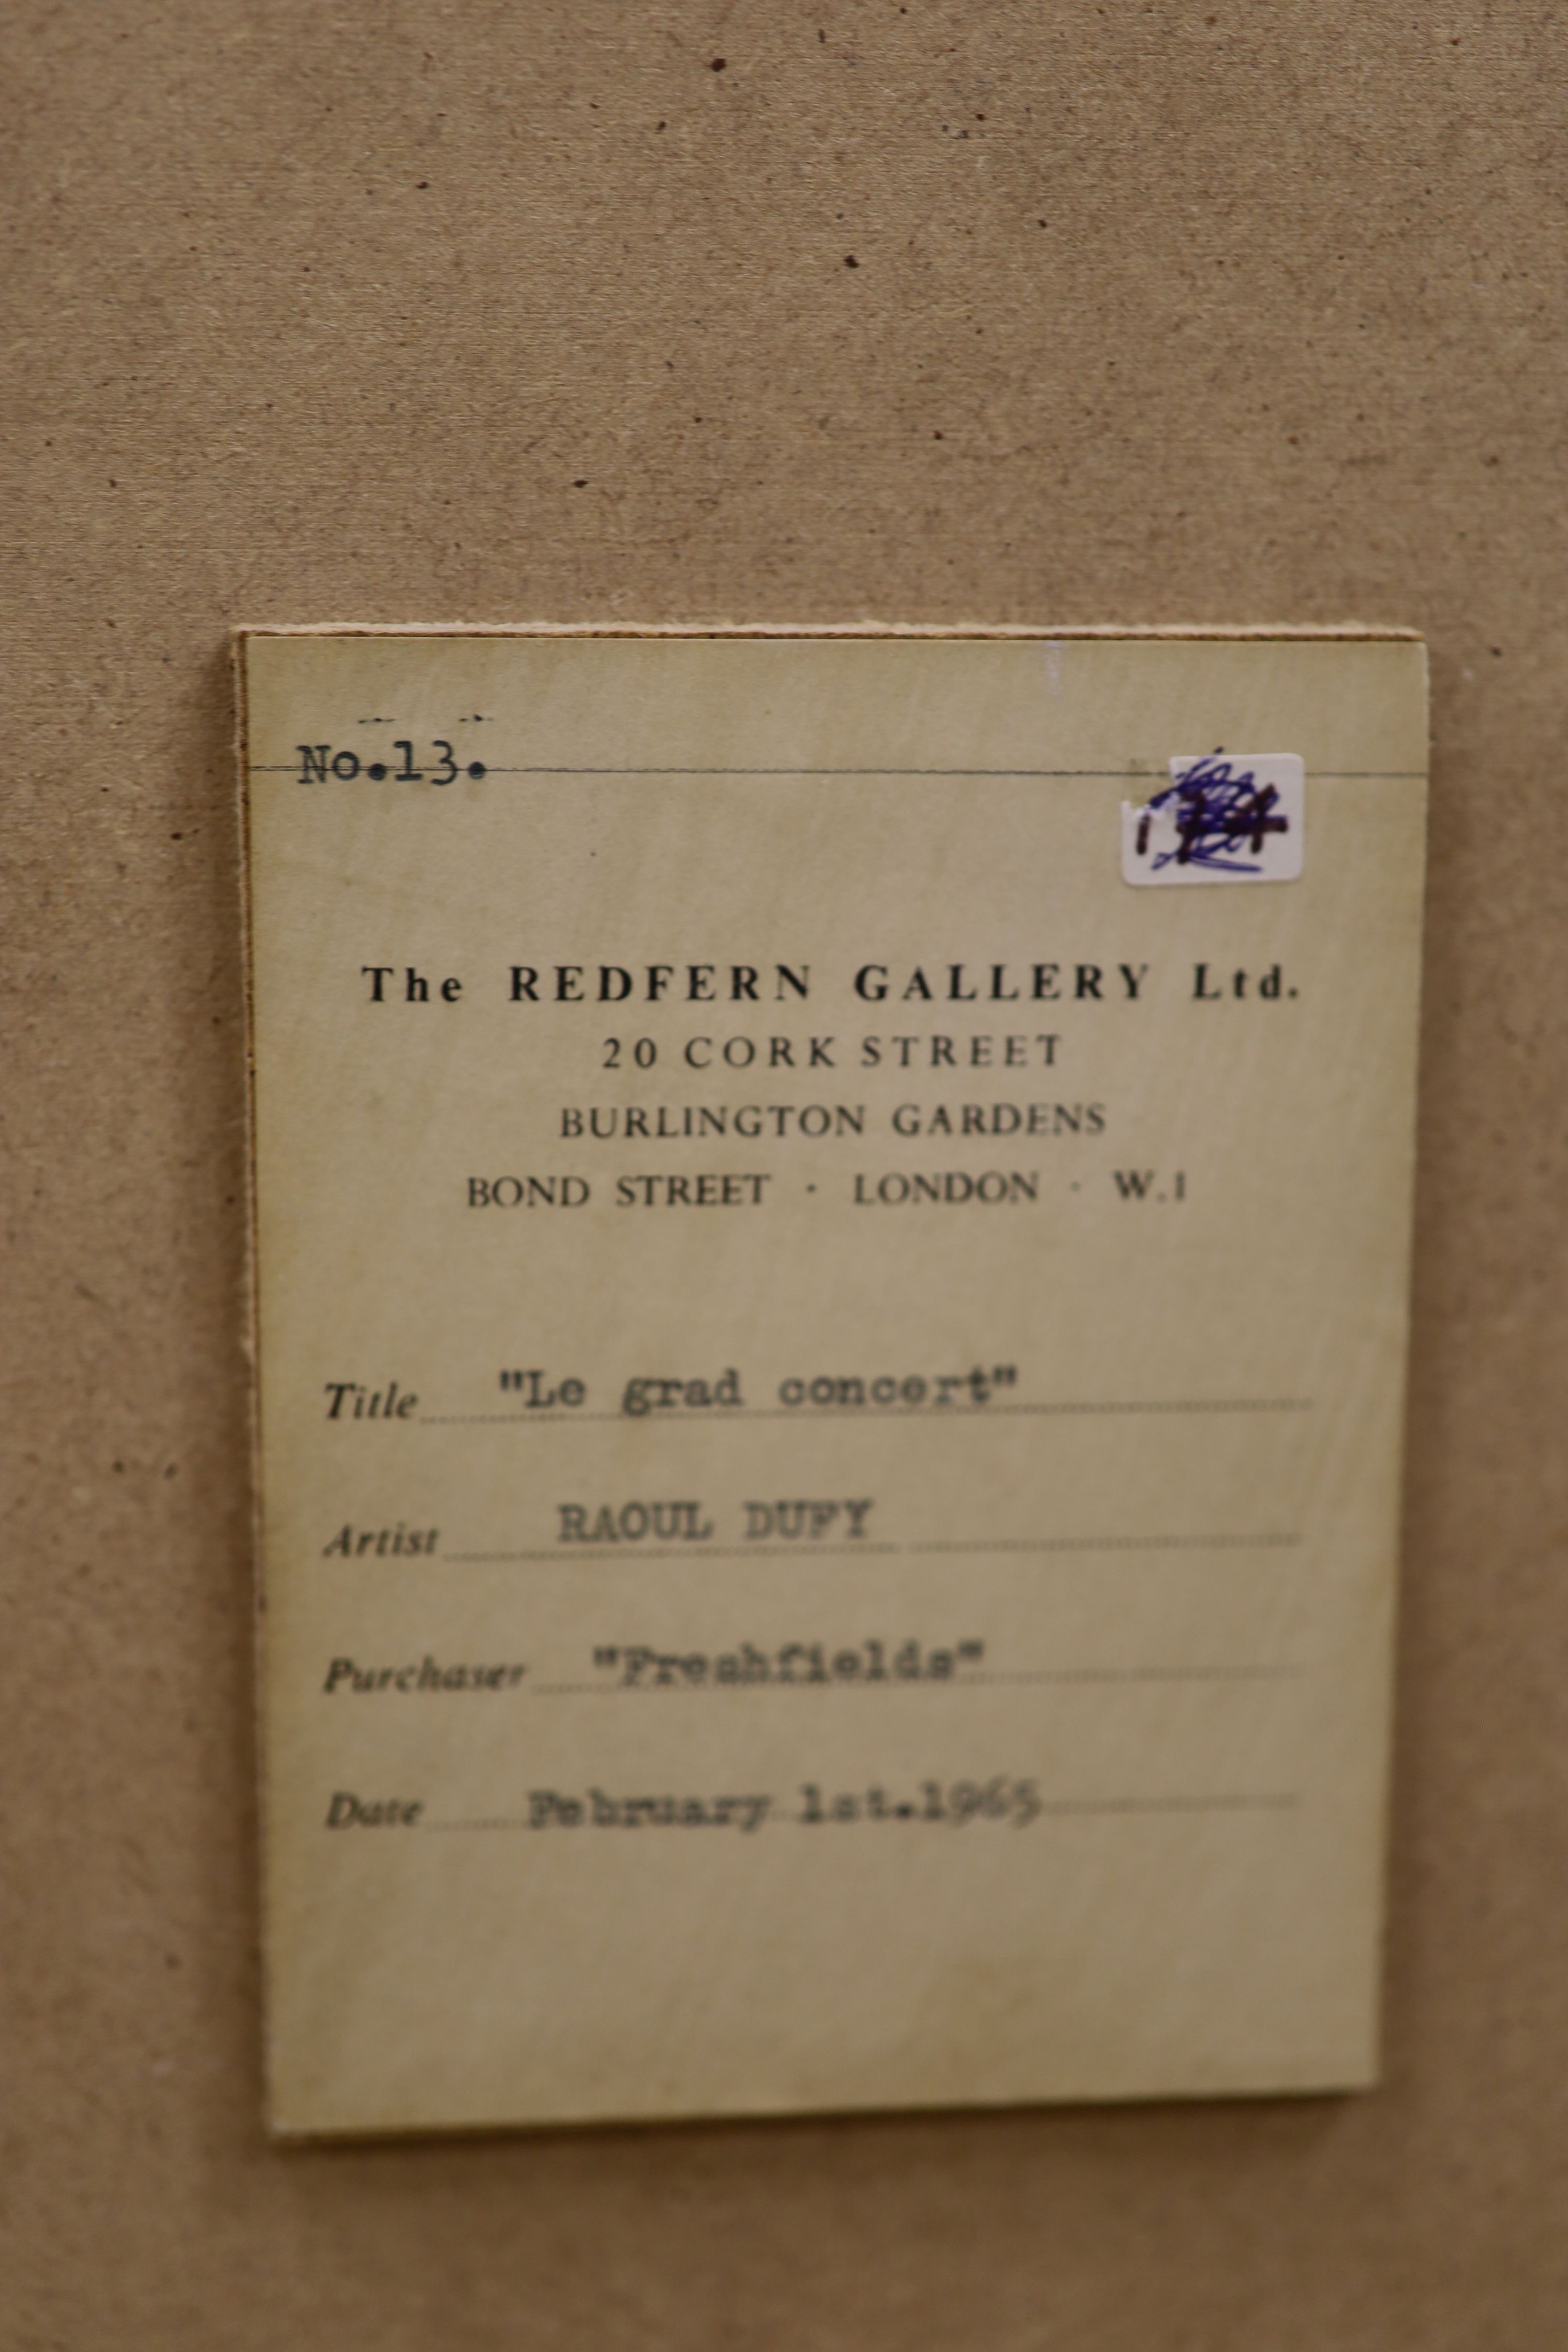 No.13.
The REDFERN GALLERY Ltd.
20 CORK STREET
BURLINGTON GARDENS
BOND STREET · LONDON · W.1
Title "Le grad concert"
Artist RAOUL DUFY
Purchaser "Freshfields"
Date February 1st.1965